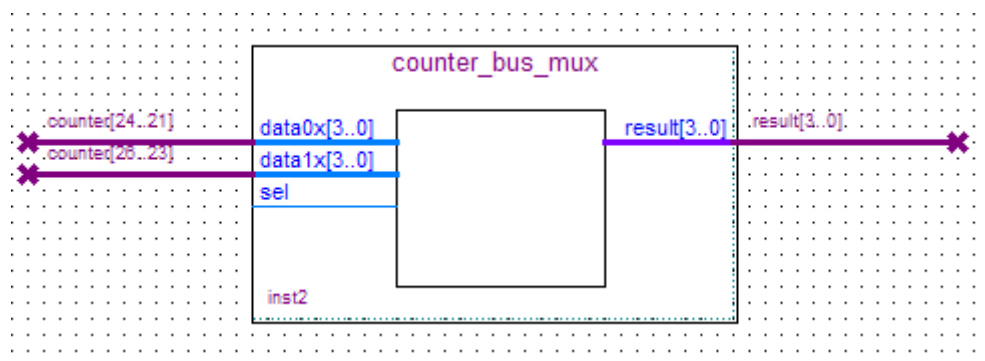 counter_bus_mux
counter[24..21]
data0x[3..0]
result[3..0]
result[3..0]
counter[26..23]
data1x[3..0]
sel
inst2